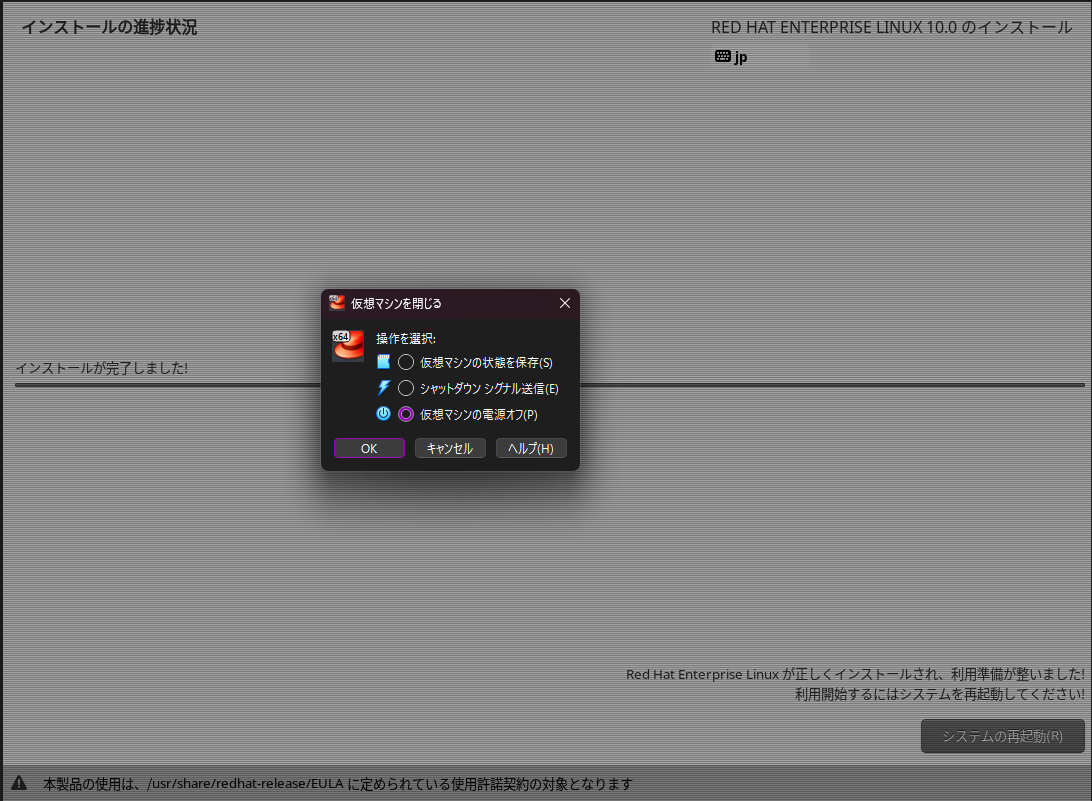 インストールの進捗状況
RED HAT ENTERPRISE LINUX 10.0 のインストール
jp
仮想マシンを閉じる
x64
操作を選択:
仮想マシンの状態を保存(S)
シャットダウン シグナル送信(E)
仮想マシンの電源オフ(P)
OK
キャンセル
ヘルプ(H)
インストールが完了しました!
Red Hat Enterprise Linux が正しくインストールされ、利用準備が整いました!
利用開始するにはシステムを再起動してください!
システムの再起動(R)
本製品の使用は、/usr/share/redhat-release/EULA に定められている使用許諾契約の対象となります